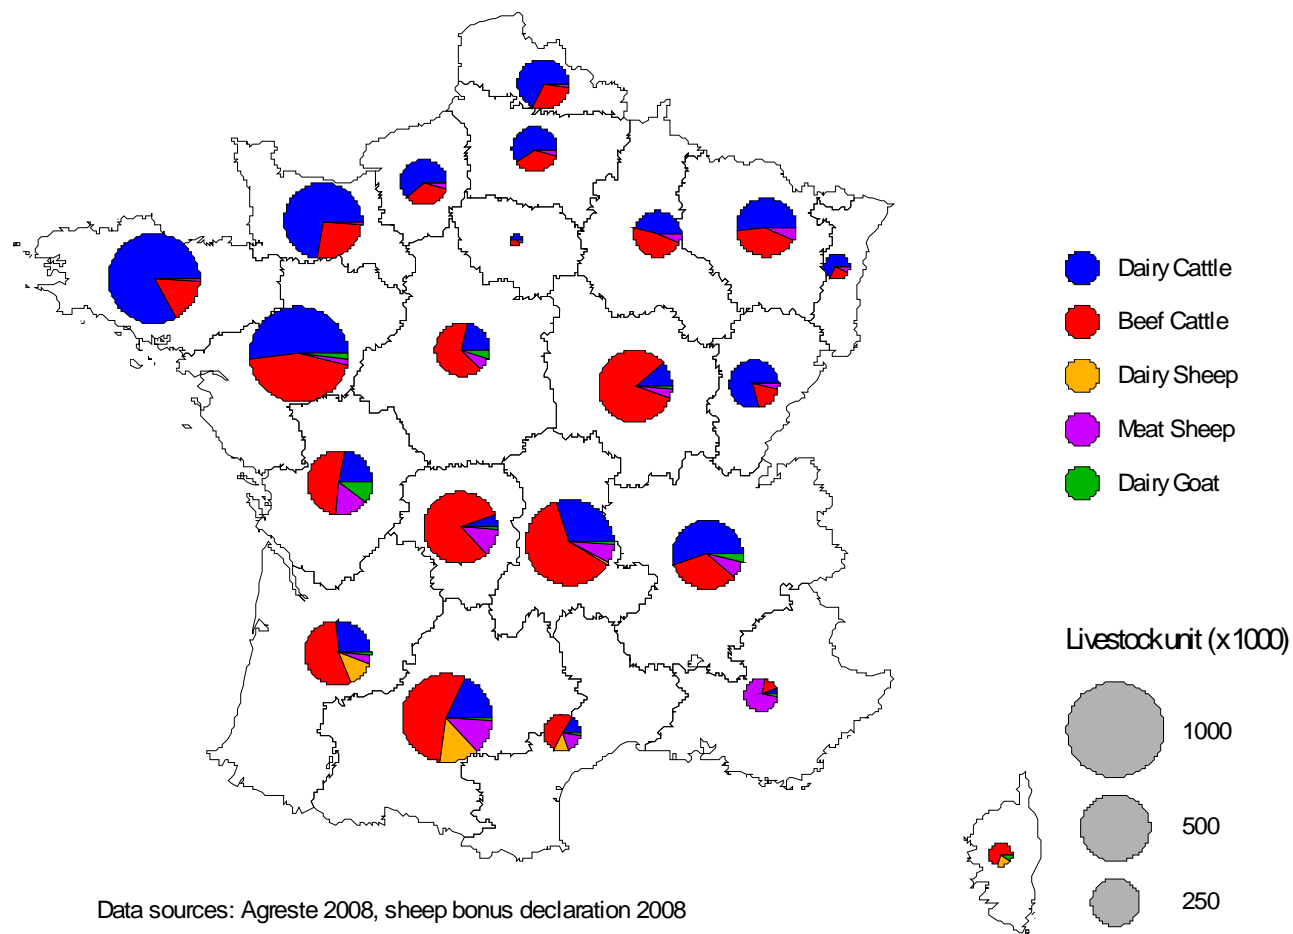 Dairy Cattle
Beef Cattle
Dairy Sheep
Meat Sheep
Dairy Goat
Livestock unit (x 1000)
1000
500
250
Data sources: Agreste 2008, sheep bonus declaration 2008